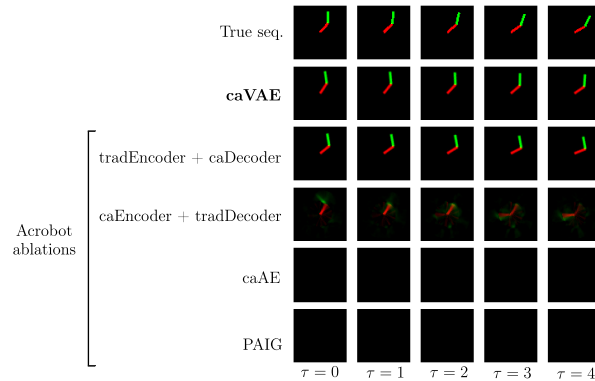 True seq.
caVAE
tradEncoder + caDecoder
caEncoder + tradDecoder
Acrobot
ablations
caAE
PAIG
τ = 0 τ = 1 τ = 2 τ = 3 τ = 4